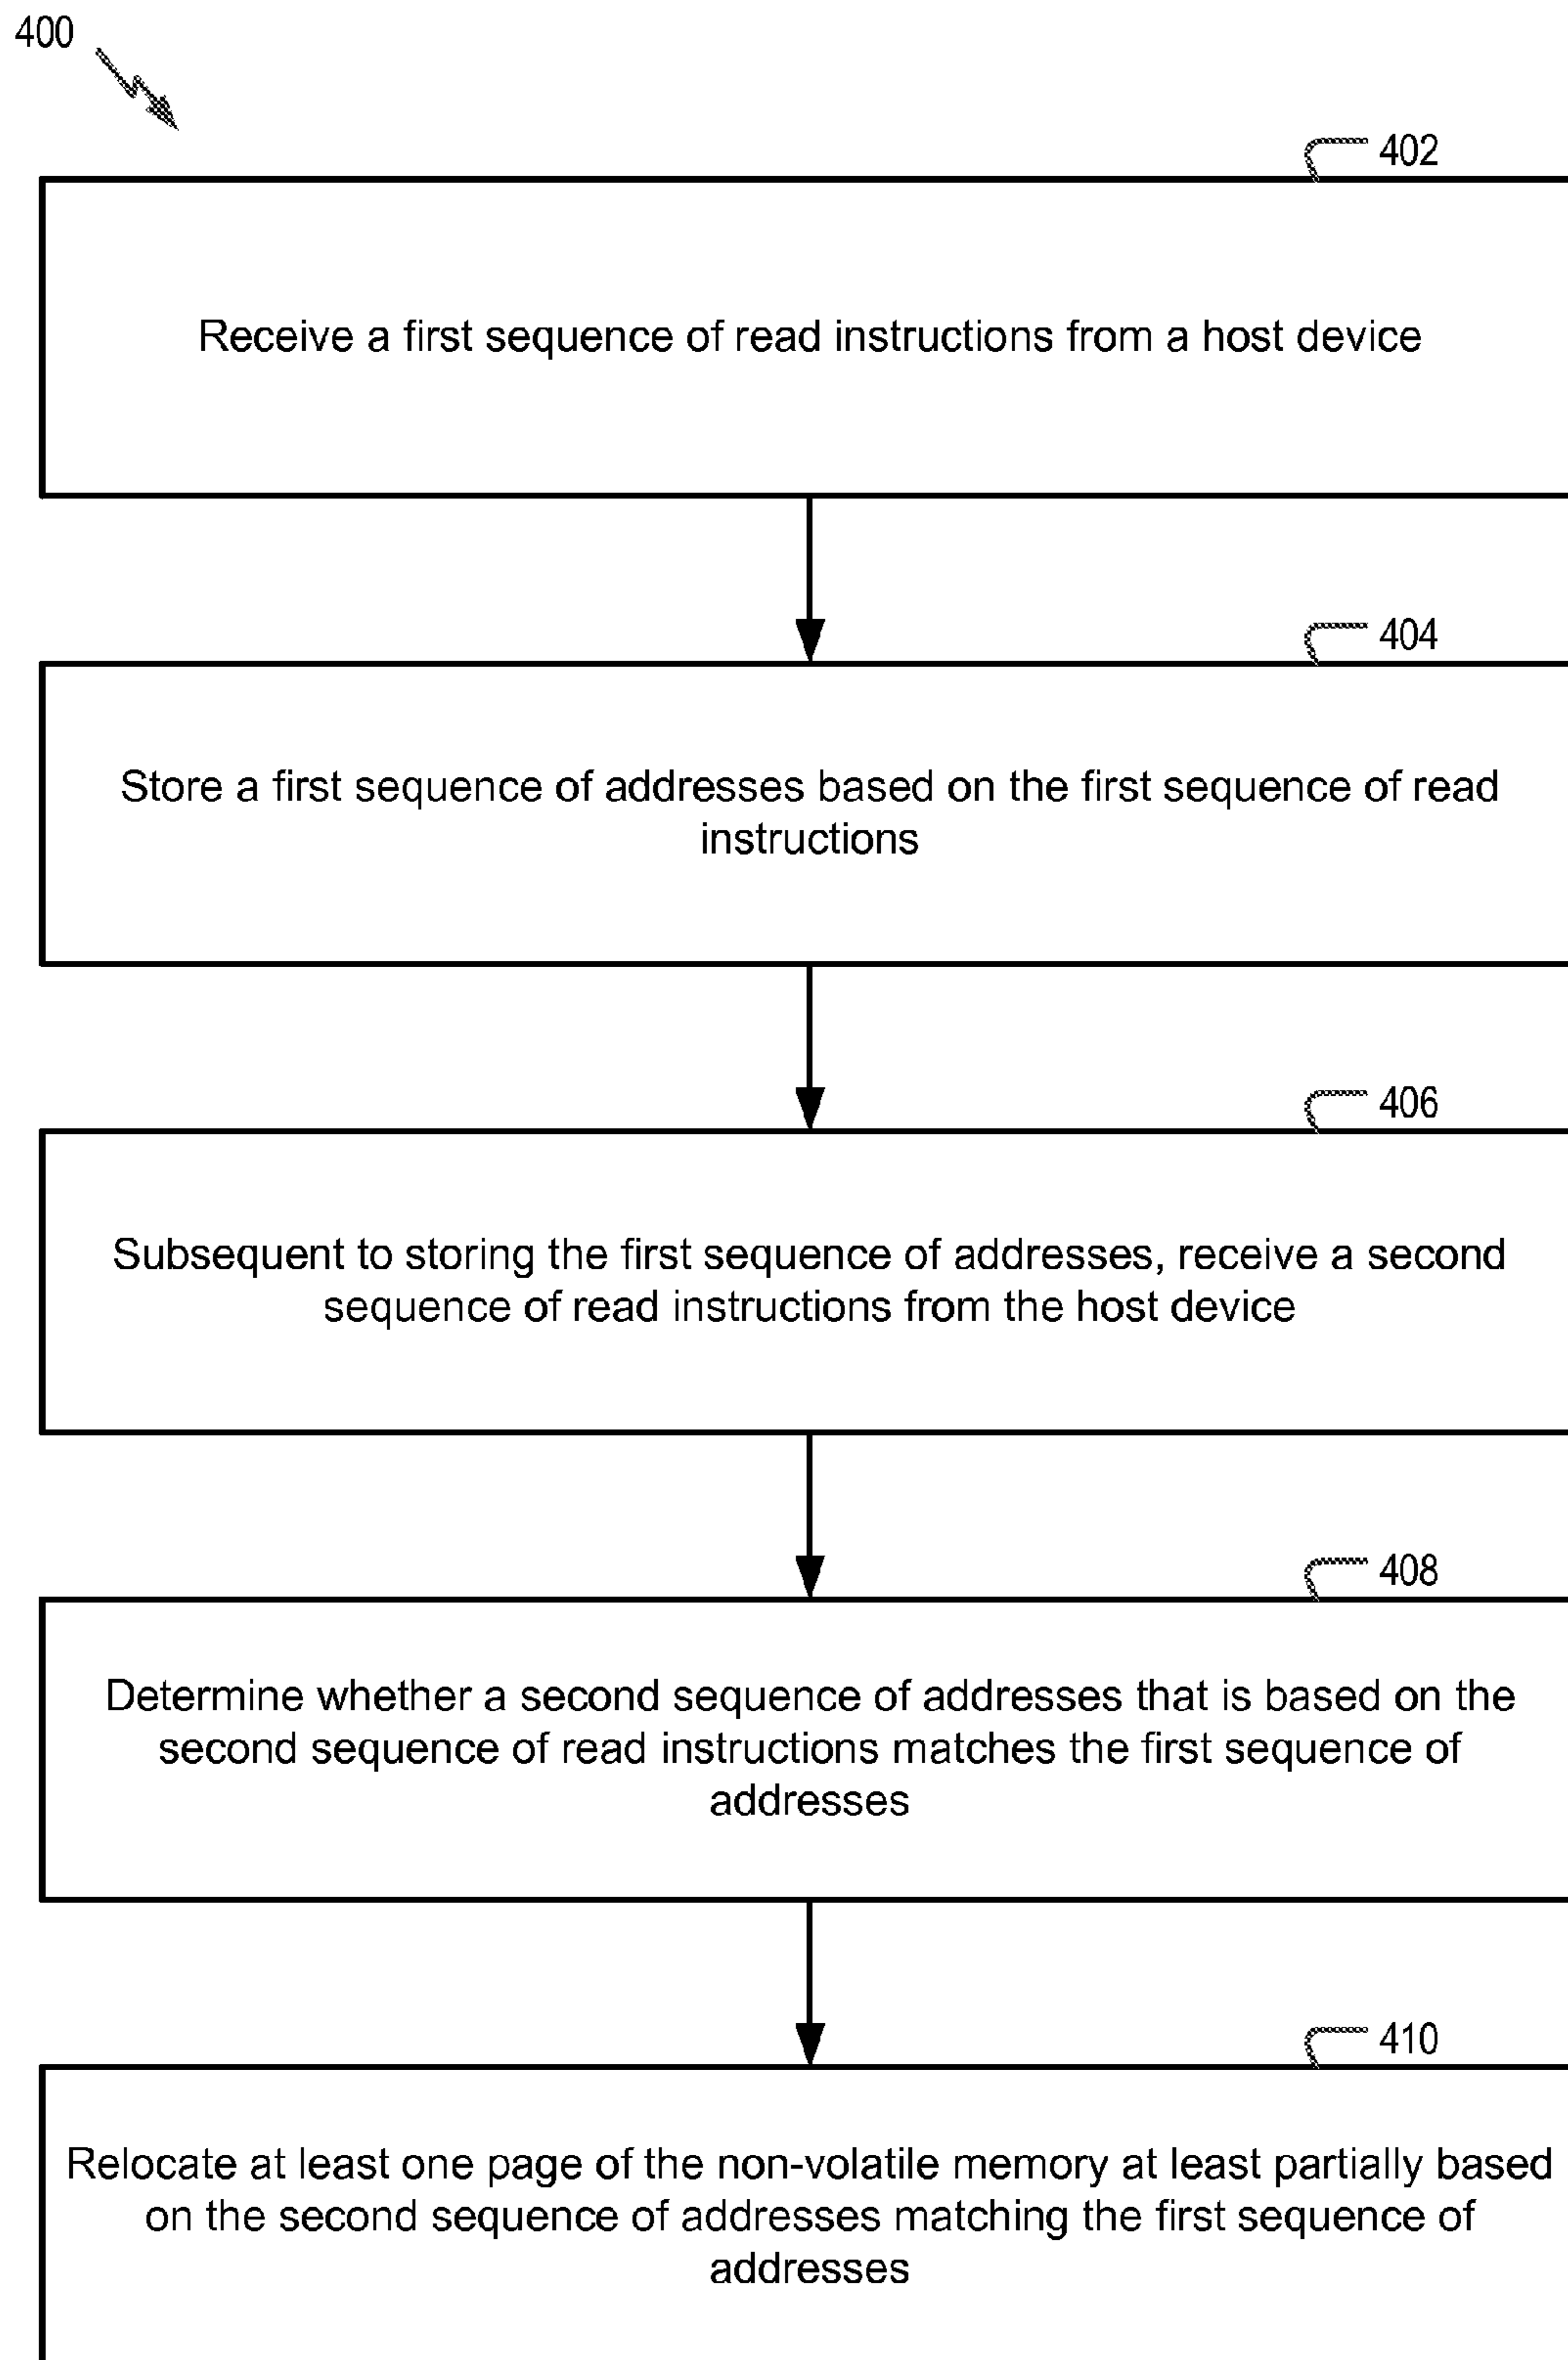 400
402
Receive a first sequence of read instructions from a host device
404
Store a first sequence of addresses based on the first sequence of read
instructions
406
Subsequent to storing the first sequence of addresses, receive a second
sequence of read instructions from the host device
408
Determine whether a second sequence of addresses that is based on the
second sequence of read instructions matches the first sequence of
addresses
410
Relocate at least one page of the non-volatile memory at least partially based
on the second sequence of addresses matching the first sequence of
addresses